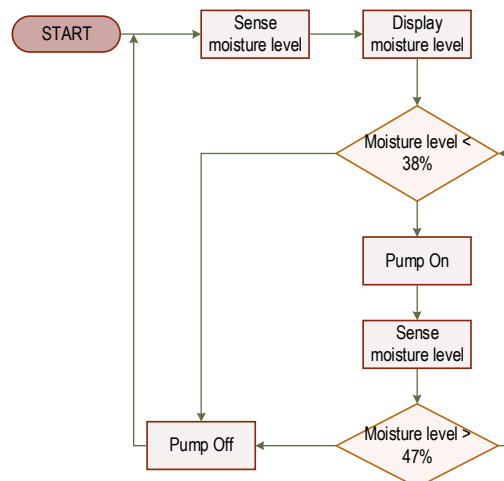 START
Sense
moisture level
Display
moisture level
Moisture level <
38%
Pump On
Sense
moisture level
Moisture level >
47%
Pump Off